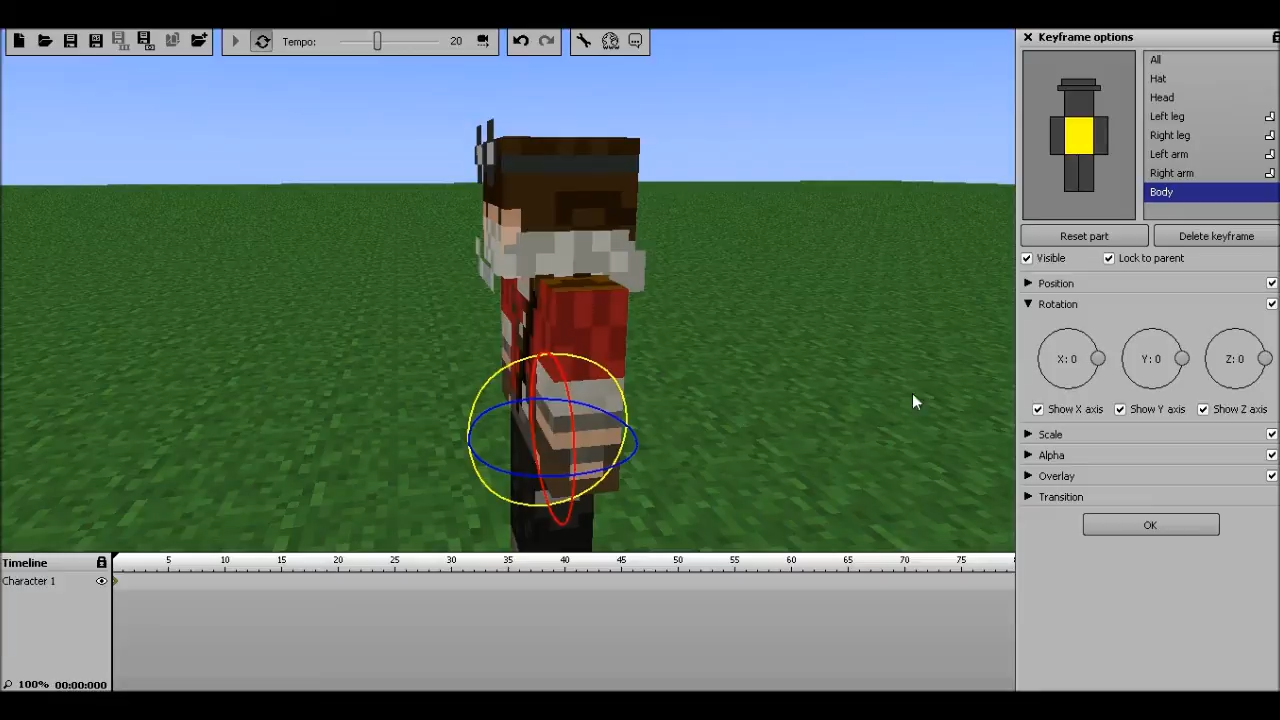 Tempo: 20
Keyframe options
All
Hat
Head
Left leg
Right leg
Left arm
Right arm
Body
Reset part Delete keyframe
Visible Lock to parent
Position
Rotation
X: 0 Y: 0 Z: 0
Show X axis Show Y axis Show Z axis
Scale
Alpha
Overlay
Transition
OK
Timeline 5 10 15 20 25 30 35 40 45 50 55 60 65 70 75
Character 1
100% 00:00:000